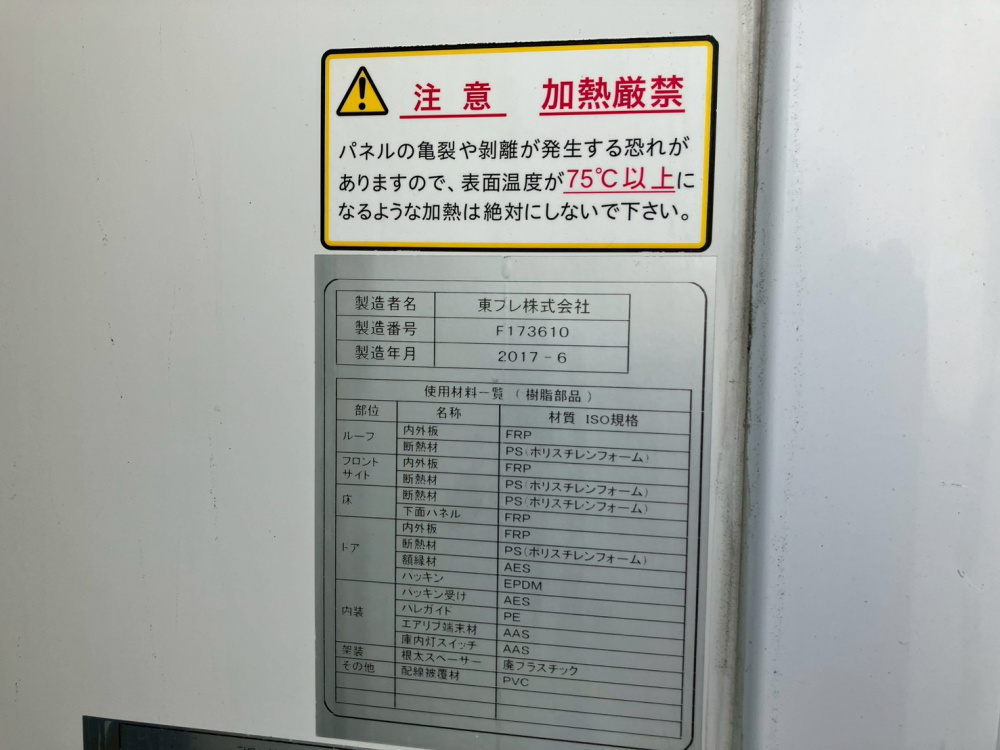 注意 加熱厳禁
パネルの亀裂や剝離が発生する恐れが
ありますので、表面温度が75℃以上に
なるような加熱は絶対にしないで下さい。
製造者名 東プレ株式会社
製造番号 F173610
製造年月 2017-6
使用材料一覧 (樹脂部品)
部位 名称 材質 ISO規格
ルーフ 内外板 FRP
断熱材 PS(ホリスチレンフォーム)
フロント サイト 内外板 FRP
断熱材 PS(ホリスチレンフォーム)
床 断熱材 PS(ホリスチレンフォーム)
下面ハネル FRP
トア 内外板 FRP
断熱材 PS(ホリスチレンフォーム)
額縁材 AES
ハッキン EPDM
内装 ハッキン受け AES
ハレガイド PE
エアリブ端末材 AAS
庫内灯スイッチ AAS
架装 根太スペーサー 廃フラスチック
その他 配線被覆材 PVC